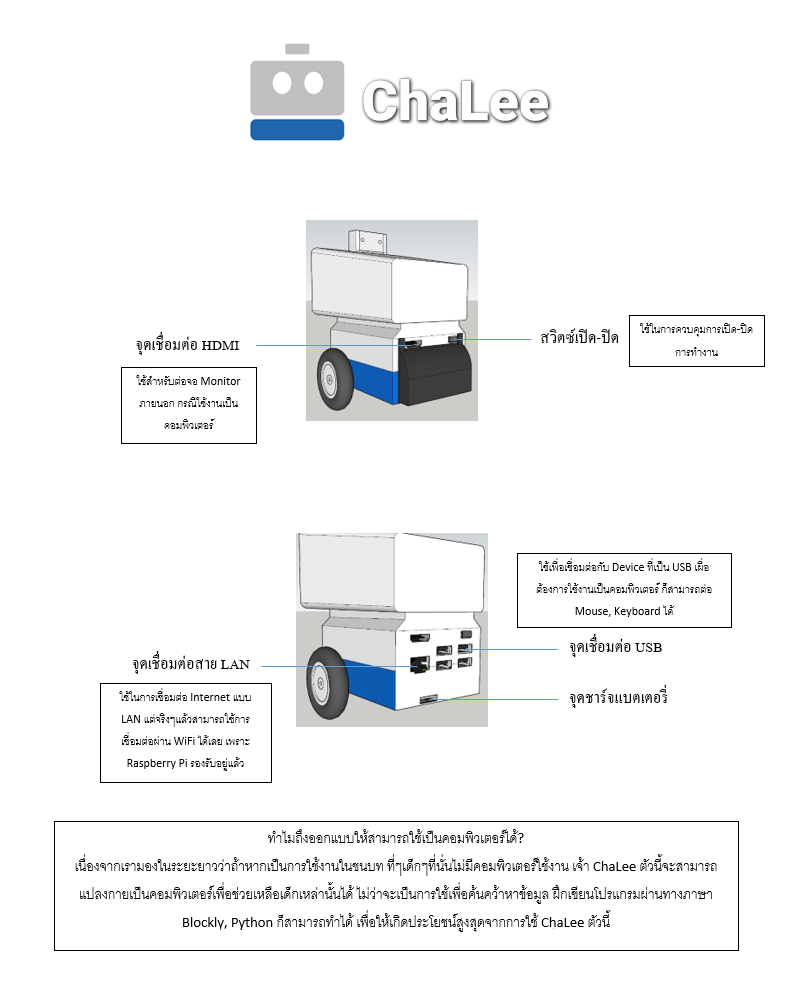 ChaLee
จุดเชื่อมต่อ HDMI
ใช้สำหรับต่อจอ Monitor
ภายนอก กรณีใช้งานเป็น
คอมพิวเตอร์
สวิตซ์เปิด-ปิด
ใช้ในการควบคุมการเปิด-ปิด
การทำงาน
ใช้เพื่อเชื่อมต่อกับ Device ที่เป็น USB เผื่อ
ต้องการใช้งานเป็นคอมพิวเตอร์ ก็สามารถต่อ
Mouse, Keyboard ได้
จุดเชื่อมต่อ USB
จุดเชื่อมต่อสาย LAN
ใช้ในการเชื่อมต่อ Internet แบบ
LAN แต่จริงๆแล้วสามารถใช้การ
เชื่อมต่อผ่าน WiFi ได้เลย เพราะ
Raspberry Pi รองรับอยู่แล้ว
จุดชาร์จแบตเตอรี่
ทำไมถึงออกแบบให้สามารถใช้เป็นคอมพิวเตอร์ได้?
เนื่องจากเรามองในระยะยาวว่าถ้าหากเป็นการใช้งานในชนบท ที่ๆเด็กๆที่นั่นไม่มีคอมพิวเตอร์ใช้งาน เจ้า ChaLee ตัวนี้จะสามารถ
แปลงกายเป็นคอมพิวเตอร์เพื่อช่วยเหลือเด็กเหล่านั้นได้ ไม่ว่าจะเป็นการใช้เพื่อค้นคว้าหาข้อมูล ฝึกเขียนโปรแกรมผ่านทางภาษา
Blockly, Python ก็สามารถทำได้ เพื่อให้เกิดประโยชน์สูงสุดจากการใช้ ChaLee ตัวนี้